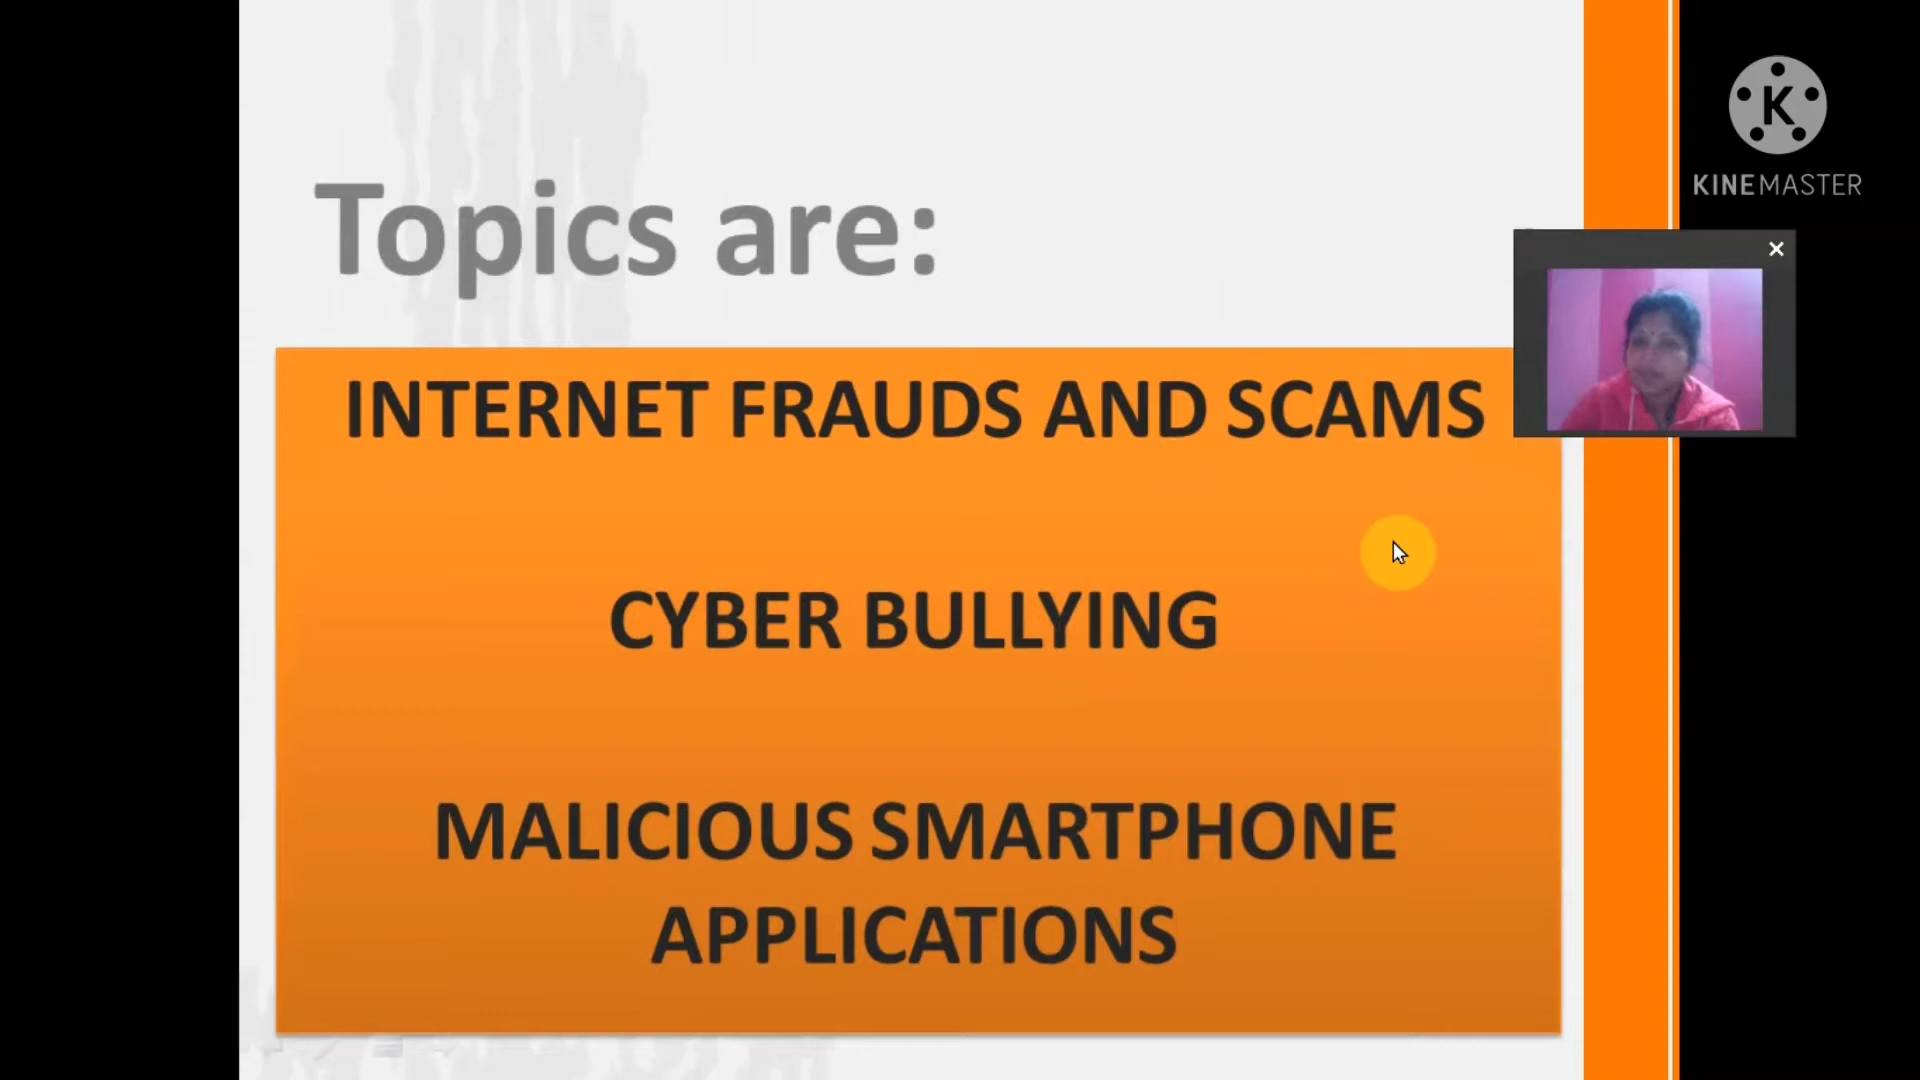 Topics are:
INTERNET FRAUDS AND SCAMS
CYBER BULLYING
MALICIOUS SMARTPHONE
APPLICATIONS
K
KINEMASTER